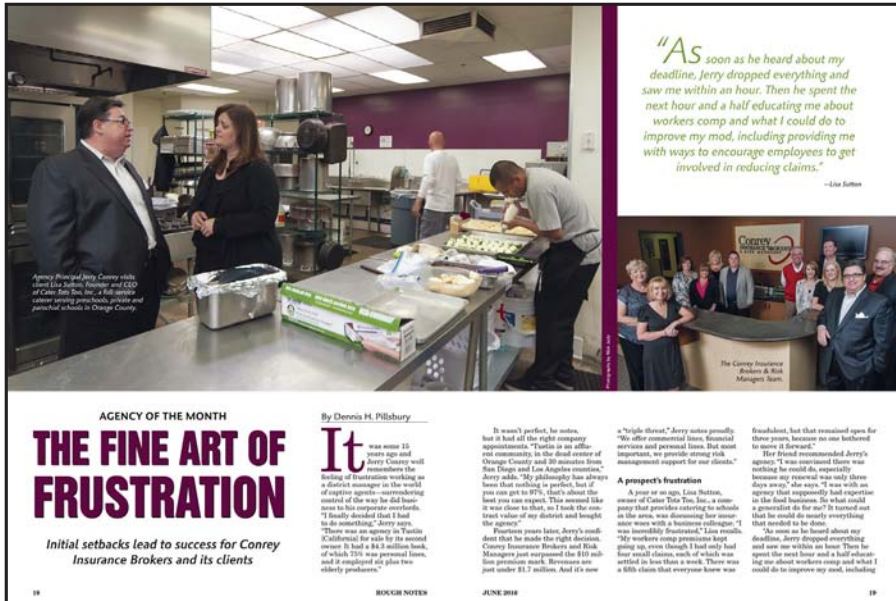 Agency Principal Jerry Conrey visits
client Lisa Sutton, Founder and CEO
of Cater Tots Too, Inc., a full-service
caterer serving preschools, private and
parochial schools in Orange County.
"As soon as he heard about my
deadline, Jerry dropped everything and
saw me within an hour. Then he spent the
next hour and a half educating me about
workers comp and what I could do to
improve my mod, including providing me
with ways to encourage employees to get
involved in reducing claims."
—Lisa Sutton
Conrey
INSURANCE BROKERS
& RISK MANAGERS
The Conrey Insurance
Brokers & Risk
Managers Team.
AGENCY OF THE MONTH
THE FINE ART OF
FRUSTRATION
Initial setbacks lead to success for Conrey
Insurance Brokers and its clients
By Dennis H. Pillsbury
It was some 15
years ago and
Jerry Conrey well
remembers the
feeling of frustration working as
a district manager in the world
of captive agents—surrendering
control of the way he did busi-
ness to his corporate overlords.
"I finally decided that I had
to do something," Jerry says.
"There was an agency in Tustin
[California] for sale by its second
owner. It had a $4.3 million book,
of which 75% was personal lines,
and it employed six plus two
elderly producers."
It wasn't perfect, he notes,
but it had all the right company
appointments. "Tustin is an afflu-
ent community, in the dead center of
Orange County and 30 minutes from
San Diego and Los Angeles counties,"
Jerry adds. "My philosophy has always
been that nothing is perfect, but if
you can get to 97%, that's about the
best you can expect. This seemed like
it was close to that, so I took the con-
tract value of my district and bought
the agency."
Fourteen years later, Jerry's confi-
dent that he made the right decision.
Conrey Insurance Brokers and Risk
Managers just surpassed the $10 mil-
lion premium mark. Revenues are
just under $1.7 million. And it's now
a "triple threat," Jerry notes proudly.
"We offer commercial lines, financial
services and personal lines. But most
important, we provide strong risk
management support for our clients."
A prospect's frustration
A year or so ago, Lisa Sutton,
owner of Cater Tots Too, Inc., a com-
pany that provides catering to schools
in the area, was discussing her insur-
ance woes with a business colleague. "I
was incredibly frustrated," Lisa recalls.
"My workers comp premiums kept
going up, even though I had only had
four small claims, each of which was
settled in less than a week. There was
a fifth claim that everyone knew was
fraudulent, but that remained open for
three years, because no one bothered
to move it forward."
Her friend recommended Jerry's
agency. "I was convinced there was
nothing he could do, especially
because my renewal was only three
days away," she says. "I was with an
agency that supposedly had expertise
in the food business. So what could
a generalist do for me? It turned out
that he could do nearly everything
that needed to be done.
"As soon as he heard about my
deadline, Jerry dropped everything
and saw me within an hour. Then he
spent the next hour and a half educat-
ing me about workers comp and what I
could do to improve my mod, including
18
ROUGH NOTES
JUNE 2016
19